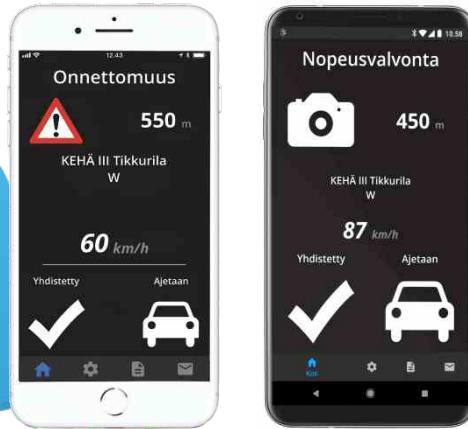 12.43
Onnettomuus
550 m
KEHÄ III Tikkurila
W
60 km/h
Yhdistetty
Ajetaan
10.58
Nopeusvalvonta
450 m
KEHÄ III Tikkurila
W
87 km/h
Yhdistetty
Ajetaan
Koti